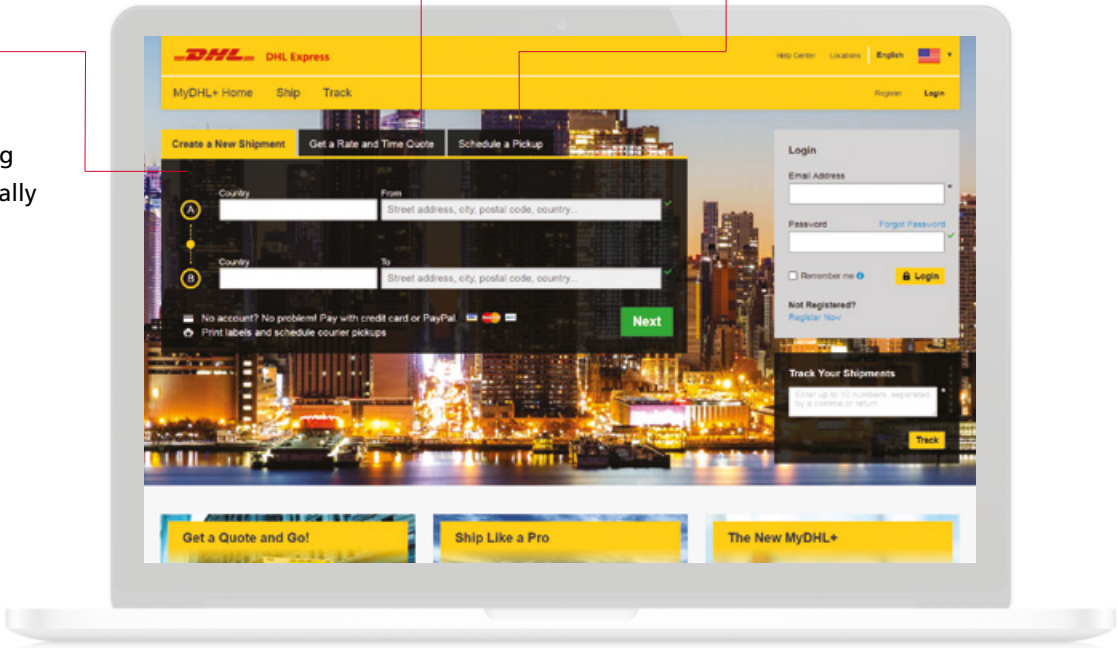 g
ally
DHL DHL Express
Help Center Locations English
MyDHL+ Home Ship Track
Register Login
Create a New Shipment Get a Rate and Time Quote Schedule a Pickup
Country From
A
Street address, city, postal code, country...
Country To
B
Street address, city, postal code, country...
No account? No problem! Pay with credit card or PayPal.
Print labels and schedule courier pickups
Next
Login
Email Address
Password Forgot Password
Remember me
Login
Not Registered?
Register Now
Track Your Shipments
Enter up to 10 numbers, separated
by a comma or return
Track
Get a Quote and Go!
Ship Like a Pro
The New MyDHL+